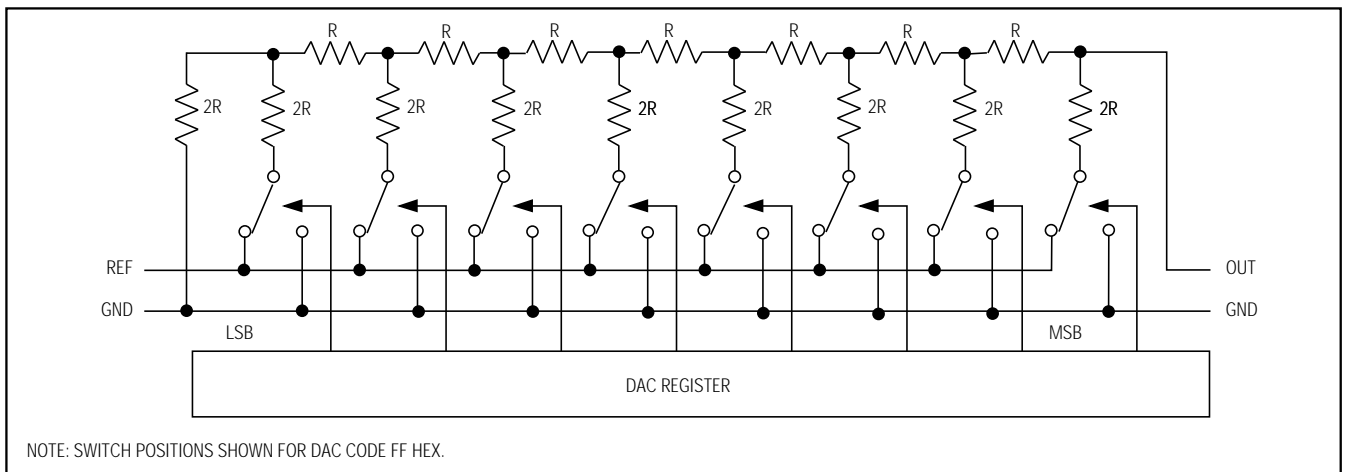 R R R R R R R
2R 2R 2R 2R 2R 2R 2R 2R 2R
REF OUT
GND GND
LSB MSB
DAC REGISTER
NOTE: SWITCH POSITIONS SHOWN FOR DAC CODE FF HEX.